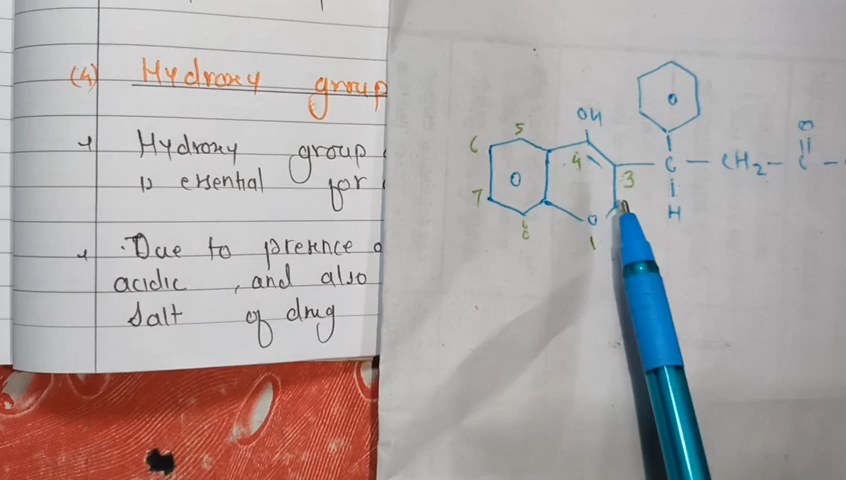 (4) Hydroxy group
Hydroxy group
is essential for
Due to presence o
acidic , and also
salt of drug
OH
O
5
6
4
C - CH2 - C -
3
7
O
H
8
1